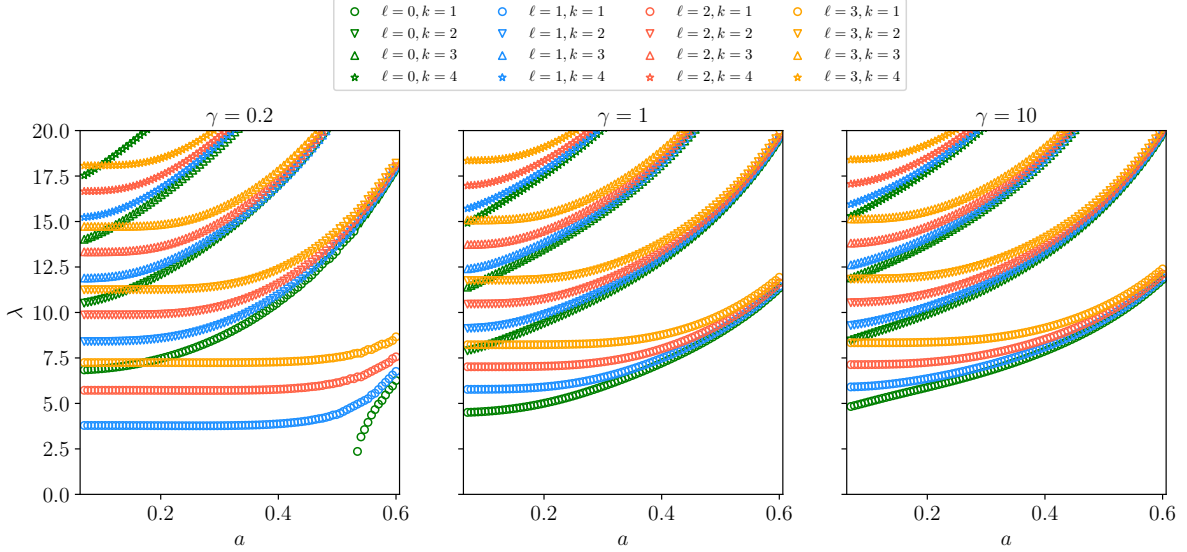 ℓ = 0, k = 1 ℓ = 1, k = 1 ℓ = 2, k = 1 ℓ = 3, k = 1
ℓ = 0, k = 2 ℓ = 1, k = 2 ℓ = 2, k = 2 ℓ = 3, k = 2
ℓ = 0, k = 3 ℓ = 1, k = 3 ℓ = 2, k = 3 ℓ = 3, k = 3
ℓ = 0, k = 4 ℓ = 1, k = 4 ℓ = 2, k = 4 ℓ = 3, k = 4
γ = 0.2 γ = 1 γ = 10
20.0
17.5
15.0
12.5
10.0
7.5
5.0
2.5
0.0
λ
0.2 0.4 0.6 0.2 0.4 0.6 0.2 0.4 0.6
a a a